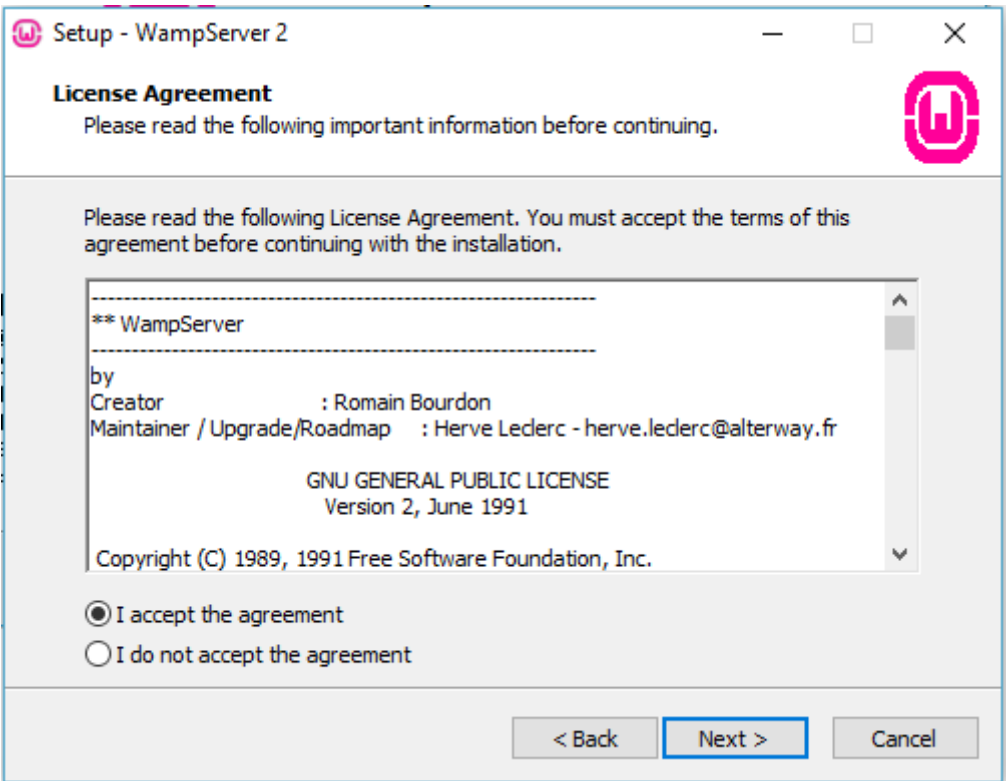 Setup - WampServer 2
License Agreement
Please read the following important information before continuing.
Please read the following License Agreement. You must accept the terms of this
agreement before continuing with the installation.
---------------------------------------------------------------
** WampServer
---------------------------------------------------------------
by
Creator : Romain Bourdon
Maintainer / Upgrade/Roadmap : Herve Leclerc - herve.leclerc@alterway.fr
GNU GENERAL PUBLIC LICENSE
Version 2, June 1991
Copyright (C) 1989, 1991 Free Software Foundation, Inc.
I accept the agreement
I do not accept the agreement
< Back Next > Cancel